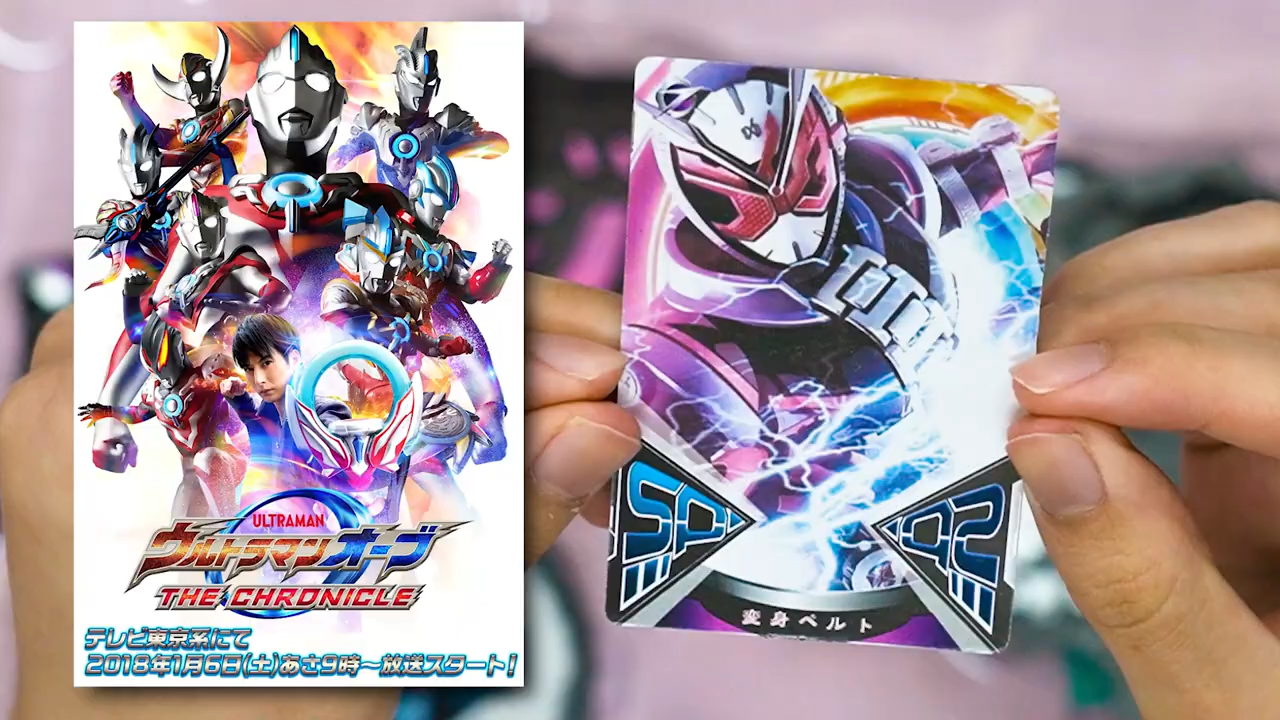 ULTRAMAN
ウルトラマンオーブ
THE CHRONICLE
テレビ東京系にて
2018年1月6日(土)あさ9時～放送スタート!
変身ベルト